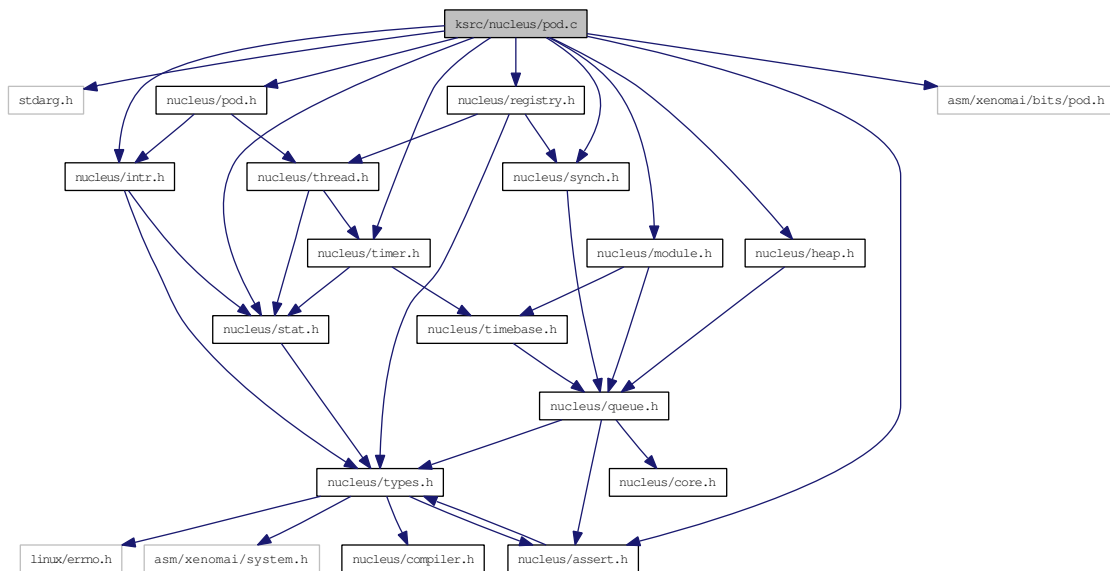 ksrc/nucleus/pod.c
stdarg.h
nucleus/pod.h
nucleus/registry.h
asm/xenomai/bits/pod.h
nucleus/intr.h
nucleus/thread.h
nucleus/synch.h
nucleus/timer.h
nucleus/module.h
nucleus/heap.h
nucleus/stat.h
nucleus/timebase.h
nucleus/queue.h
nucleus/types.h
nucleus/core.h
linux/errno.h
asm/xenomai/system.h
nucleus/compiler.h
nucleus/assert.h